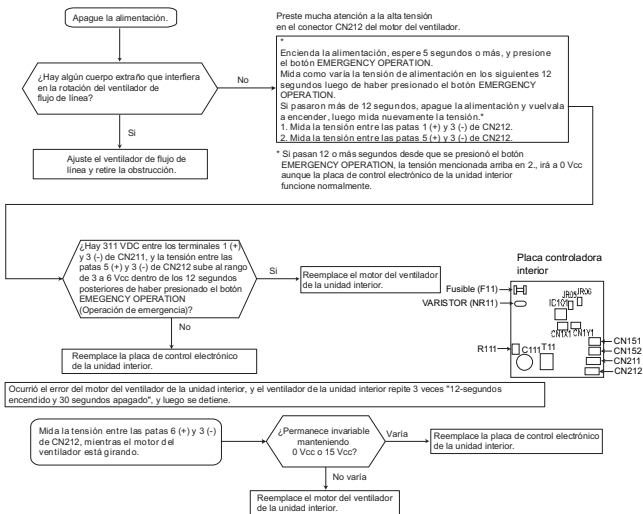 Apague la alimentación.
Preste mucha atención a la alta tensión
en el conector CN212 del motor del ventilador.
*
Encienda la alimentación, espere 5 segundos o más, y presione
el botón EMERGENCY OPERATION.
Mida como varía la tensión de alimentación en los siguientes 12
segundos luego de haber presionado el botón EMERGENCY
OPERATION.
Si pasaron más de 12 segundos, apague la alimentación y vuelvala
a encender, luego mida nuevamente la tensión.*
1. Mida la tensión entre las patas 1 (+) y 3 (-) de CN212.
2. Mida la tensión entre las patas 5 (+) y 3 (-) de CN212.
¿Hay algún cuerpo extraño que interfiera
en la rotación del ventilador de
flujo de línea?
No
Si
Ajuste el ventilador de flujo de
línea y retire la obstrucción.
* Si pasan 12 o más segundos desde que se presionó el botón
EMERGENCY OPERATION, la tensión mencionada arriba en 2., irá a 0 Vcc
aunque la placa de control electrónico de la unidad interior
funcione normalmente.
¿Hay 311 VDC entre los terminales 1 (+)
y 3 (-) de CN211, y la tensión entre las
patas 5 (+) y 3 (-) de CN212 sube al rango
de 3 a 6 Vcc dentro de los 12 segundos
posteriores de haber presionado el botón
EMEGENCY OPERATION
(Operación de emergencia)?
Si
Reemplace el motor del ventilador
de la unidad interior.
No
Reemplace la placa de control electrónico
de la unidad interior.
Placa controladora
interior
Fusible (F11)
VARISTOR (NR11)
JR05
JR06
IC101
CN1X1
CN1Y1
R111
C111
T11
CN151
CN152
CN211
CN212
Ocurrió el error del motor del ventilador de la unidad interior, y el ventilador de la unidad interior repite 3 veces "12-segundos
encendido y 30 segundos apagado", y luego se detiene.
Mida la tensión entre las patas 6 (+) y 3 (-)
de CN212, mientras el motor del
ventilador está girando.
¿Permanece invariable
manteniendo
0 Vcc o 15 Vcc?
Varía
Reemplace la placa de control electrónico
de la unidad interior.
No varía
Reemplace el motor del ventilador
de la unidad interior.